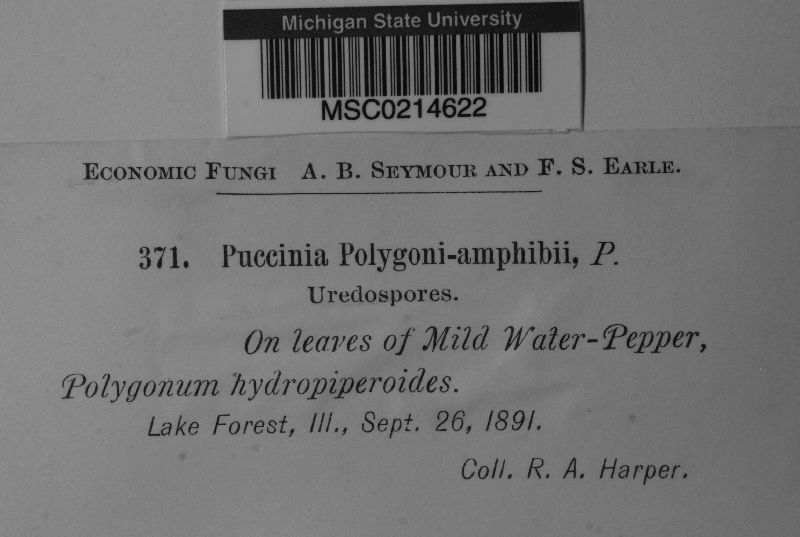 Michigan State University
MSC0214622
Economic Fungi A. B. Seymour and F. S. Earle.
371. Puccinia Polygoni-amphibii, P.
Uredospores.
On leaves of Mild Water-Pepper,
Polygonum hydropiperoides.
Lake Forest, Ill., Sept. 26, 1891.
Coll. R. A. Harper.